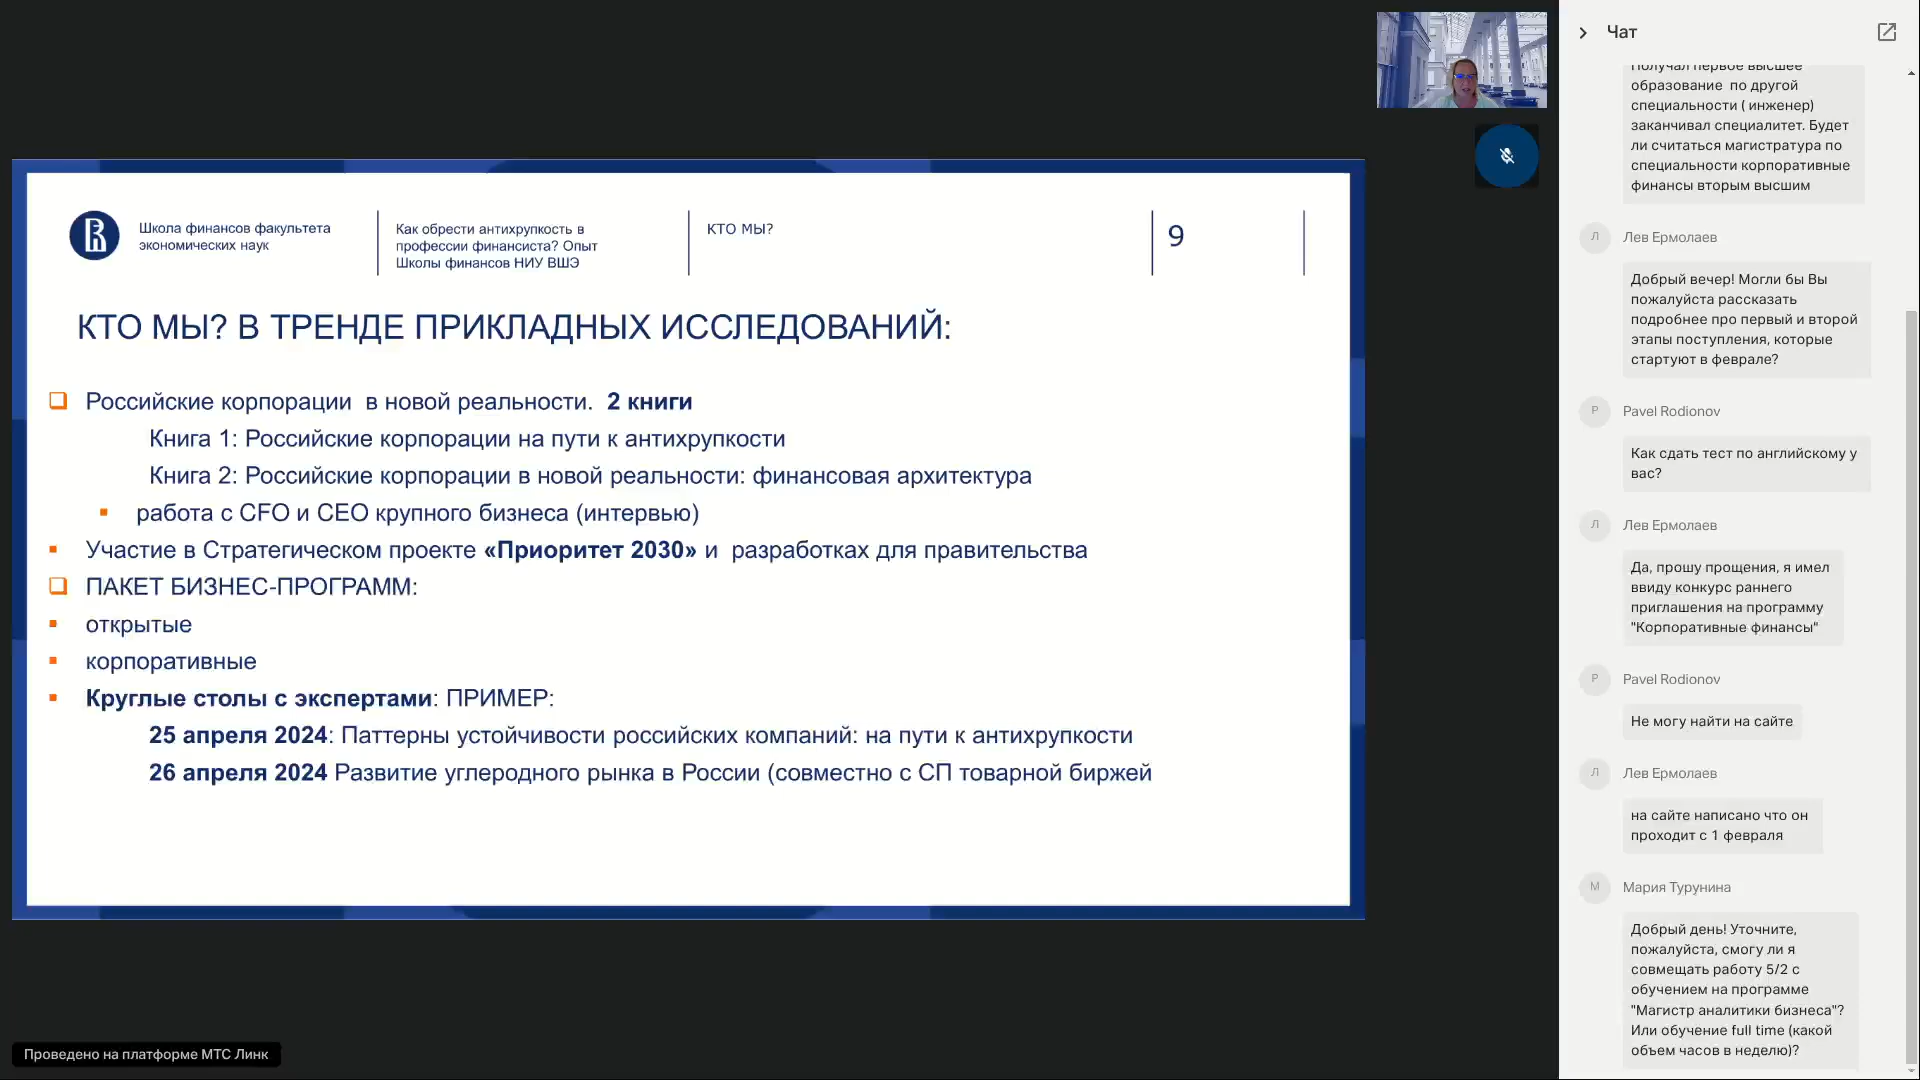 Школа финансов факультета
экономических наук
Как обрести антихрупкость в
профессии финансиста? Опыт
Школы финансов НИУ ВШЭ
КТО МЫ?
9
КТО МЫ? В ТРЕНДЕ ПРИКЛАДНЫХ ИССЛЕДОВАНИЙ:
Российские корпорации в новой реальности. 2 книги
Книга 1: Российские корпорации на пути к антихрупкости
Книга 2: Российские корпорации в новой реальности: финансовая архитектура
работа с CFO и CEO крупного бизнеса (интервью)
Участие в Стратегическом проекте «Приоритет 2030» и разработках для правительства
ПАКЕТ БИЗНЕС-ПРОГРАММ:
открытые
корпоративные
Круглые столы с экспертами: ПРИМЕР:
25 апреля 2024: Паттерны устойчивости российских компаний: на пути к антихрупкости
26 апреля 2024 Развитие углеродного рынка в России (совместно с СП товарной биржей
Проведено на платформе МТС Линк
Чат
Получал первое высшее
образование по другой
специальности ( инженер)
заканчивал специалитет. Будет
ли считаться магистратура по
специальности корпоративные
финансы вторым высшим
Л
Лев Ермолаев
Добрый вечер! Могли бы Вы
пожалуйста рассказать
подробнее про первый и второй
этапы поступления, которые
стартуют в феврале?
P
Pavel Rodionov
Как сдать тест по английскому у
вас?
Л
Лев Ермолаев
Да, прошу прощения, я имел
ввиду конкурс раннего
приглашения на программу
"Корпоративные финансы"
P
Pavel Rodionov
Не могу найти на сайте
Л
Лев Ермолаев
на сайте написано что он
проходит с 1 февраля
М
Мария Турунина
Добрый день! Уточните,
пожалуйста, смогу ли я
совмещать работу 5/2 с
обучением на программе
"Магистр аналитики бизнеса"?
Или обучение full time (какой
объем часов в неделю)?